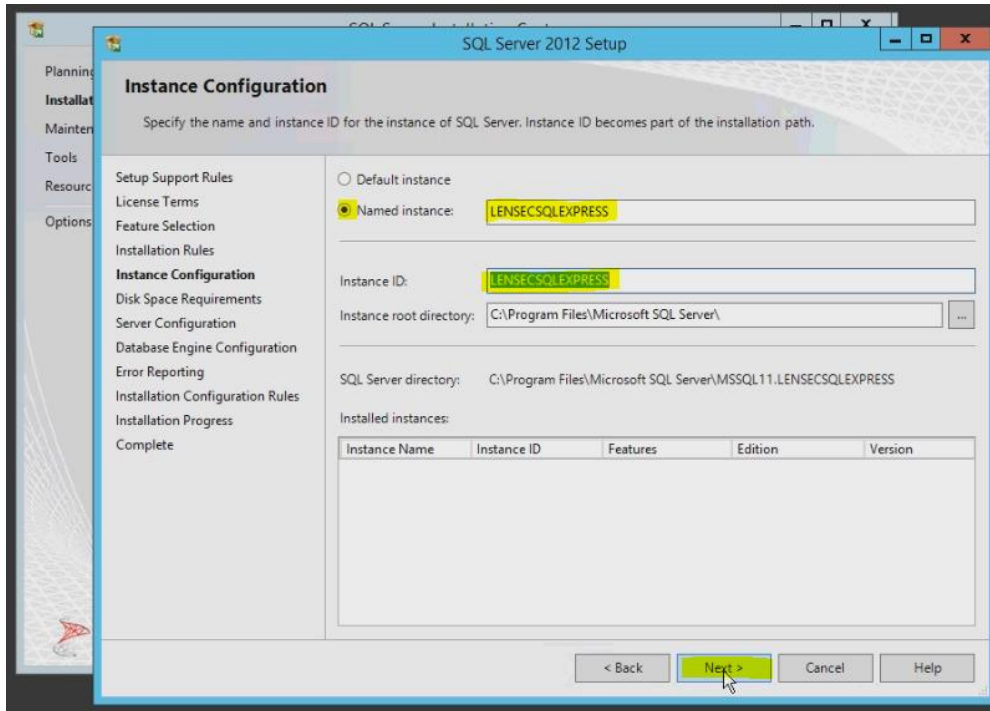 SQL Server 2012 Setup
Planning
Installat
Mainten
Tools
Resourc
Options
Instance Configuration
Specify the name and instance ID for the instance of SQL Server. Instance ID becomes part of the installation path.
Setup Support Rules
License Terms
Feature Selection
Installation Rules
Instance Configuration
Disk Space Requirements
Server Configuration
Database Engine Configuration
Error Reporting
Installation Configuration Rules
Installation Progress
Complete
Default instance
Named instance: LENSECSQLEXPRESS
Instance ID: LENSECSQLEXPRESS
Instance root directory: C:\Program Files\Microsoft SQL Server\ ...
SQL Server directory: C:\Program Files\Microsoft SQL Server\MSSQL11.LENSECSQLEXPRESS
Installed instances:
Instance Name Instance ID Features Edition Version
< Back Next > Cancel Help